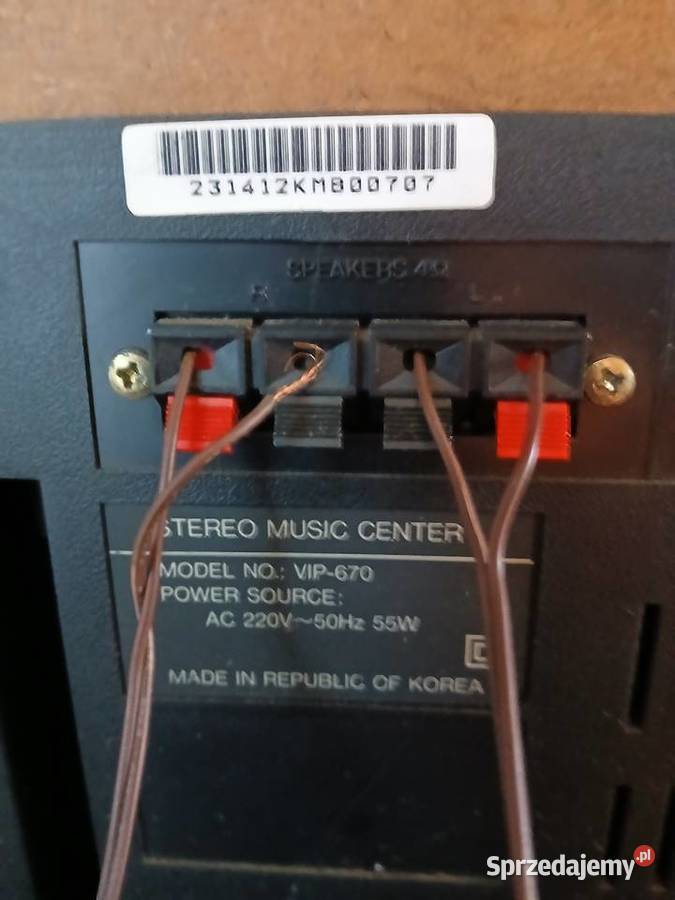 231412KMB00707
SPEAKERS 4Ω
R L
STEREO MUSIC CENTER
MODEL NO.: VIP-670
POWER SOURCE:
AC 220V~50Hz 55W
MADE IN REPUBLIC OF KOREA
Sprzedajemy.pl